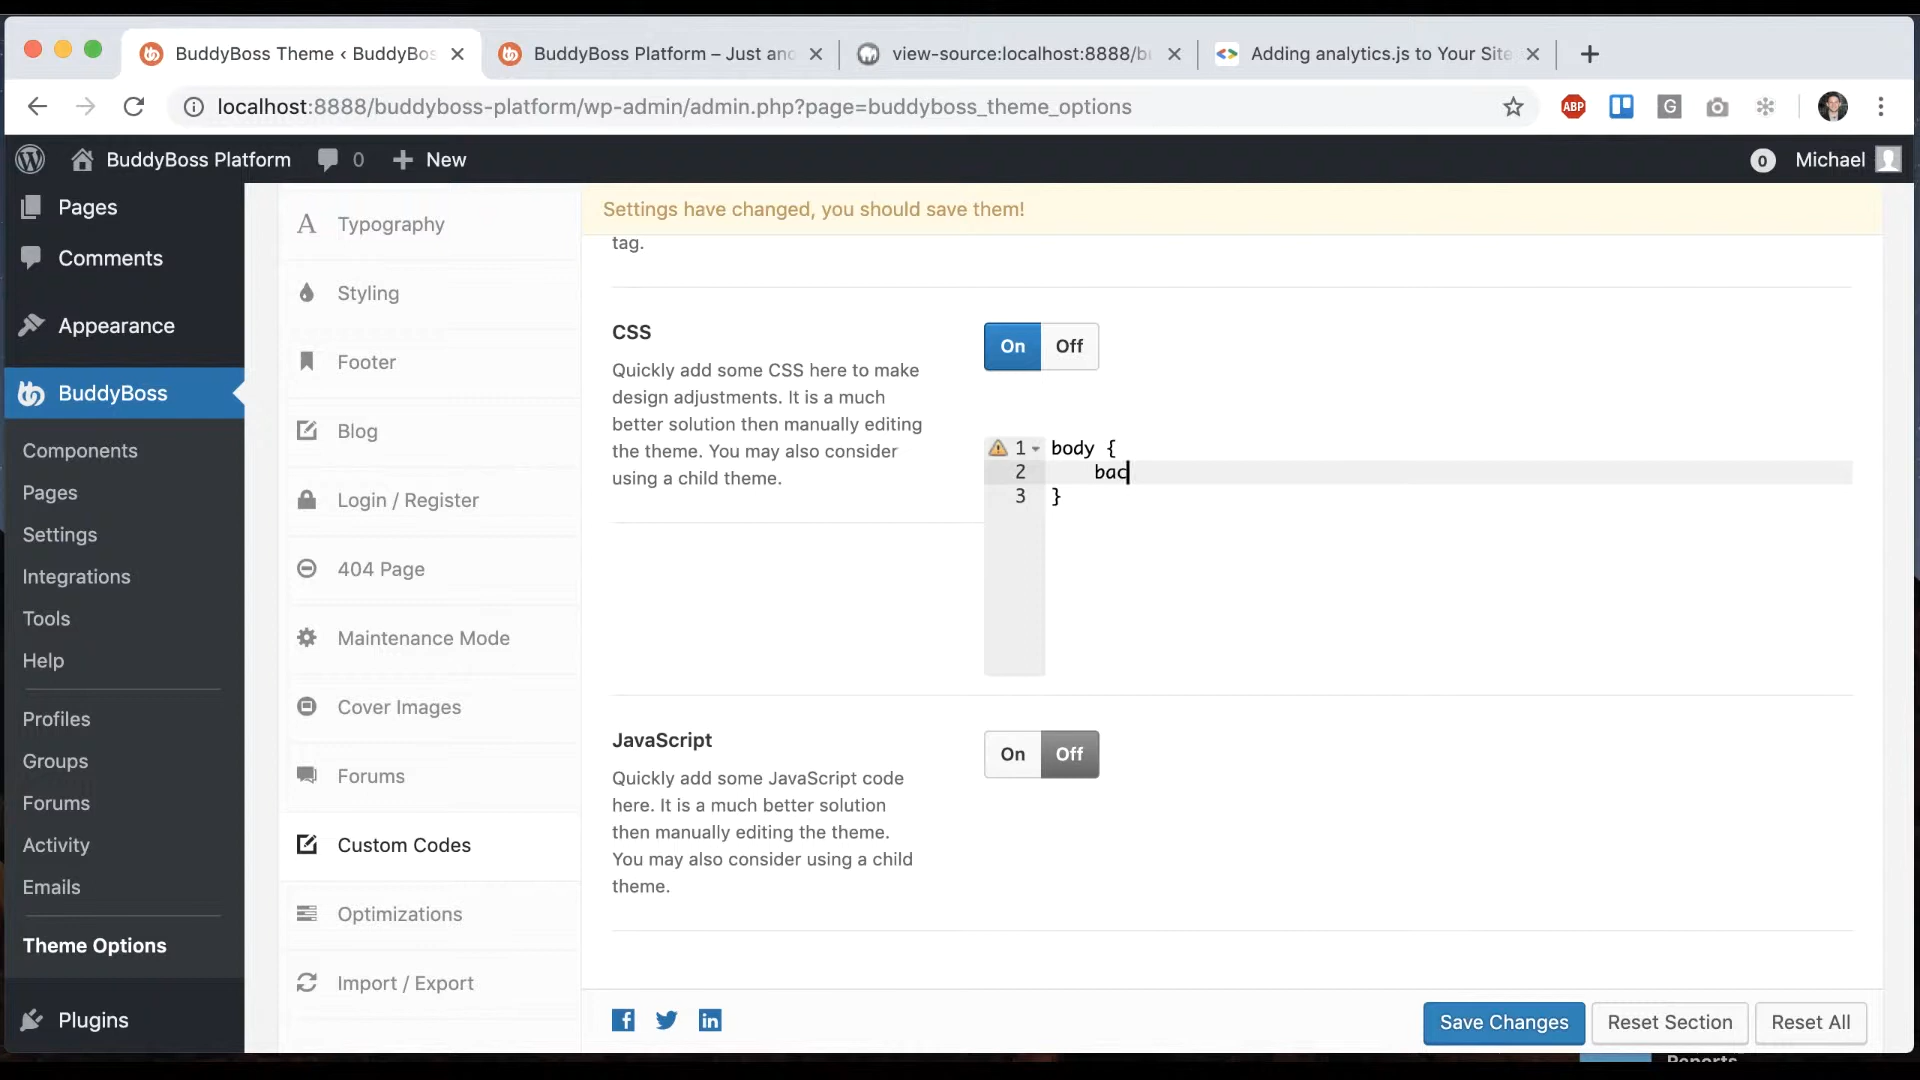 BuddyBoss Theme ‹ BuddyBos
BuddyBoss Platform – Just ano
view-source:localhost:8888/bu
Adding analytics.js to Your Site
localhost:8888/buddyboss-platform/wp-admin/admin.php?page=buddyboss_theme_options
ABP
G
BuddyBoss Platform
0
New
0
Michael
Pages
Comments
Appearance
BuddyBoss
Components
Pages
Settings
Integrations
Tools
Help
Profiles
Groups
Forums
Activity
Emails
Theme Options
Plugins
Typography
Styling
Footer
Blog
Login / Register
404 Page
Maintenance Mode
Cover Images
Forums
Custom Codes
Optimizations
Import / Export
Settings have changed, you should save them!
tag.
CSS
Quickly add some CSS here to make
design adjustments. It is a much
better solution then manually editing
the theme. You may also consider
using a child theme.
On Off
1 body {
2 bac
3 }
JavaScript
Quickly add some JavaScript code
here. It is a much better solution
then manually editing the theme.
You may also consider using a child
theme.
On Off
Save Changes
Reset Section
Reset All
Reports